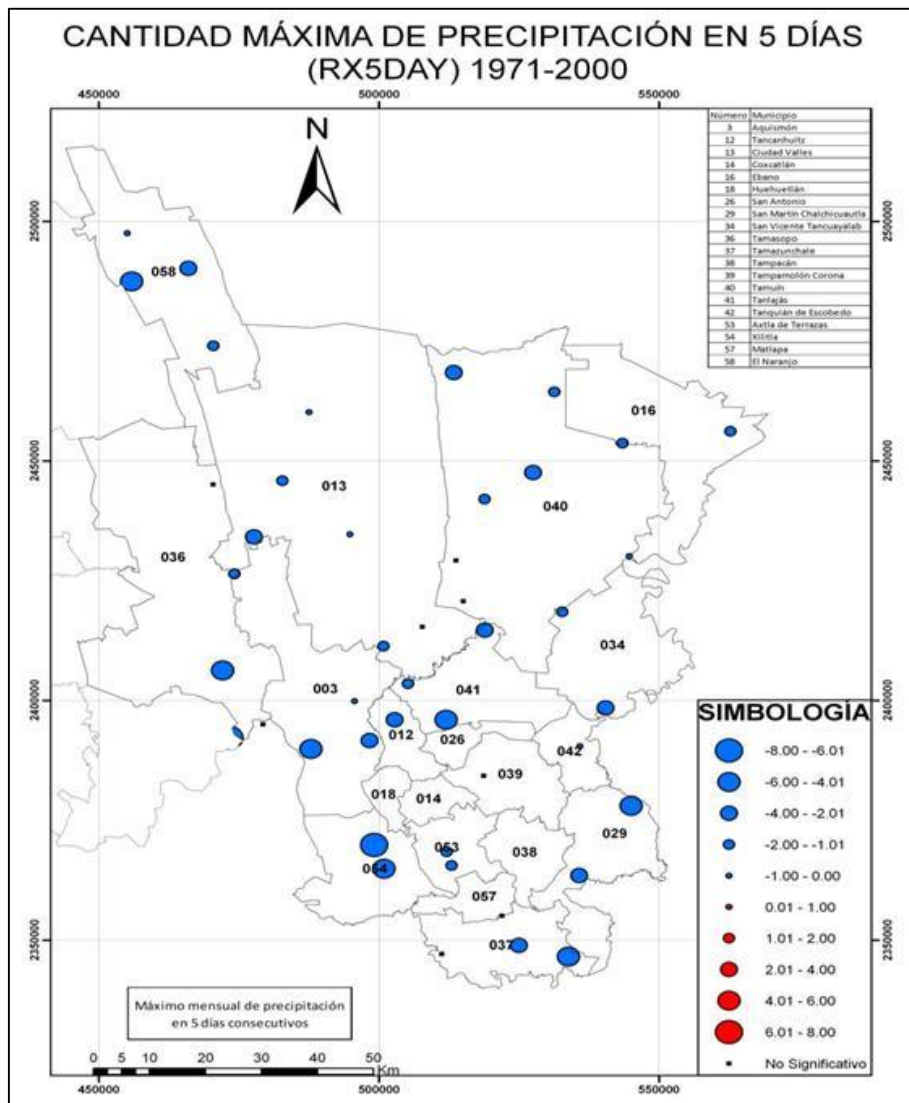 CANTIDAD MÁXIMA DE PRECIPITACIÓN EN 5 DÍAS
(RX5DAY) 1971-2000
450000 500000 550000
N
Número Municipio
3 Aquismón
12 Tancanhuitz
13 Ciudad Valles
14 Coxcatlán
16 Ebano
18 Huehuetlán
26 San Antonio
29 San Martín Chalchicuautla
34 San Vicente Tancuayalab
36 Tamasopo
37 Tamazunchale
38 Tampacán
39 Tampamolón Corona
40 Tamuín
41 Tanlajás
42 Tanquián de Escobedo
53 Axtla de Terrazas
54 Xilitla
57 Matlapa
58 El Naranjo
2500000 2500000
058
016
2450000 2450000
013
040
036
034
003
041
2400000 2400000
012
026
042
039
018
014
029
053
038
054
057
037
2350000 2350000
SIMBOLOGÍA
-8.00 - -6.01
-6.00 - -4.01
-4.00 - -2.01
-2.00 - -1.01
-1.00 - 0.00
0.01 - 1.00
1.01 - 2.00
2.01 - 4.00
4.01 - 6.00
6.01 - 8.00
No Significativo
Máximo mensual de precipitación
en 5 días consecutivos
0 5 10 20 30 40 50
Km
450000 500000 550000